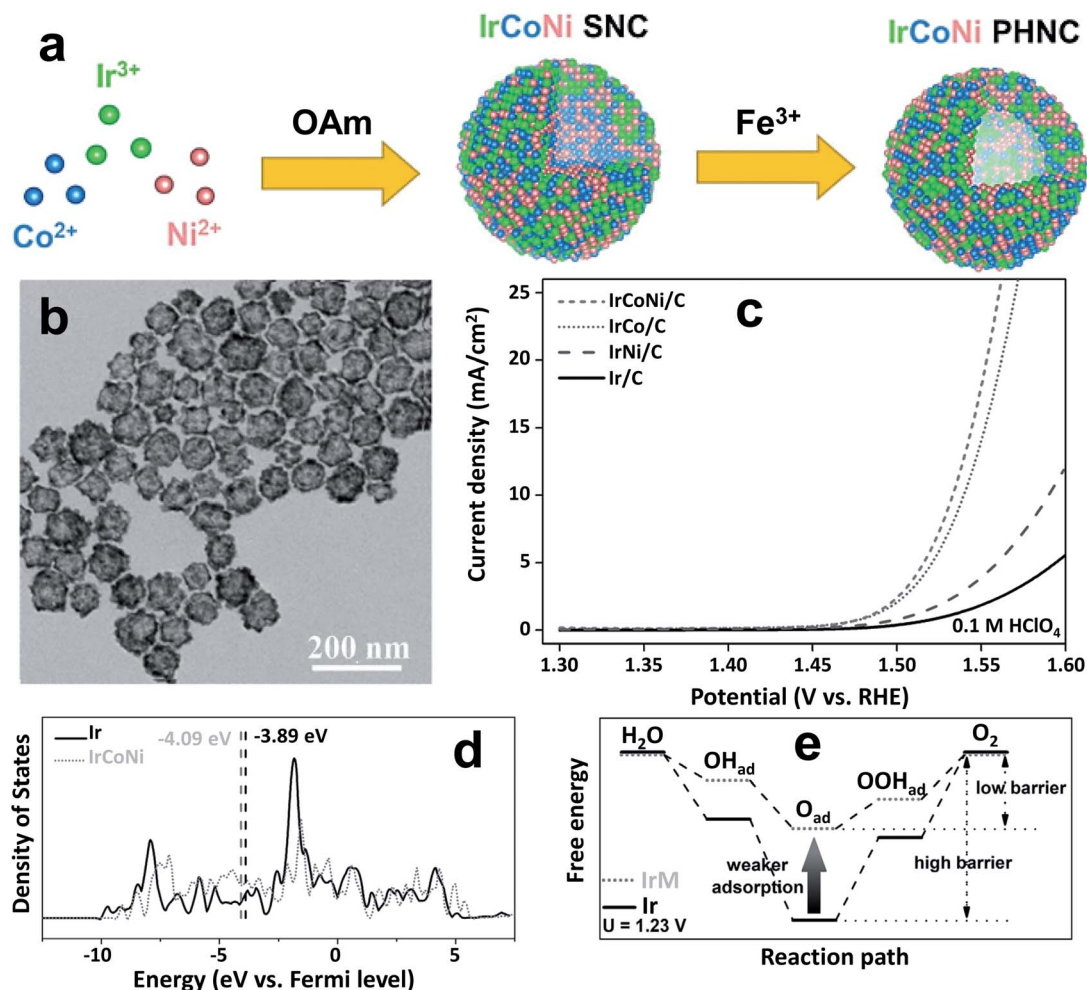 a
Ir³⁺
Co²⁺
Ni²⁺
OAm
IrCoNi SNC
Fe³⁺
IrCoNi PHNC
b
200 nm
c
IrCoNi/C
IrCo/C
IrNi/C
Ir/C
25
20
15
10
5
0
Current density (mA/cm²)
0.1 M HClO₄
1.30
1.35
1.40
1.45
1.50
1.55
1.60
Potential (V vs. RHE)
d
Ir
IrCoNi
-4.09 eV
-3.89 eV
Density of States
-10
-5
0
5
Energy (eV vs. Fermi level)
e
H₂O
OH_ad
O_ad
OOH_ad
O₂
low barrier
high barrier
weaker
adsorption
IrM
Ir
U = 1.23 V
Free energy
Reaction path